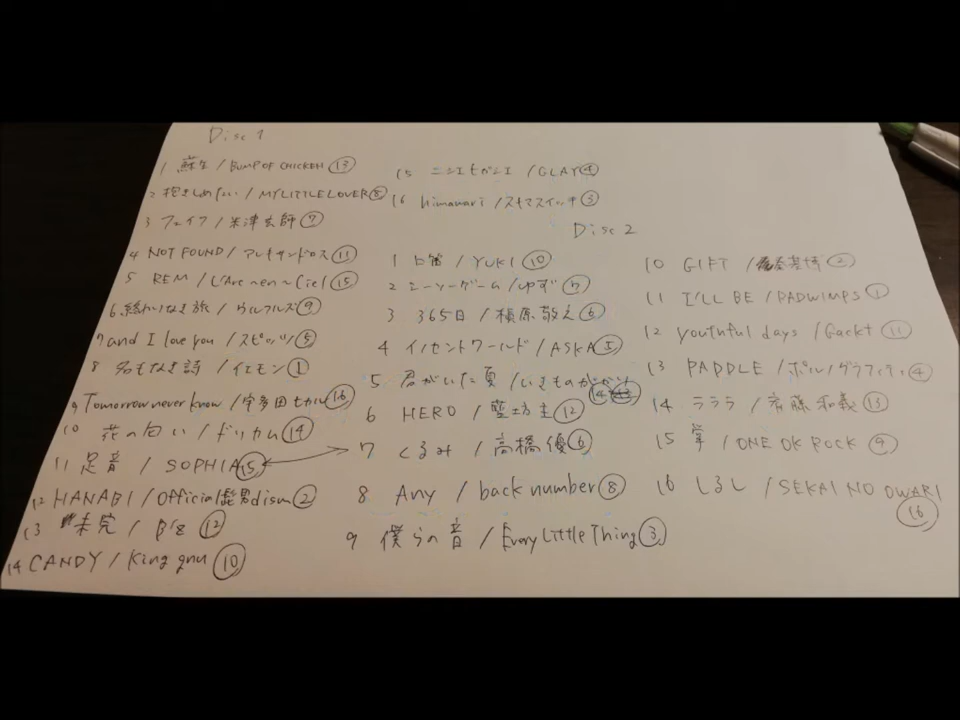 Disc 1
1 蘇生 / BUMP OF CHICKEN ⑬
2 抱きしめたい / MY LITTLE LOVER ⑧
3 フェイク / 米津玄師 ⑦
4 NOT FOUND / アレキサンドロス ⑪
5 REM / L'Arc〜en〜Ciel ⑮
6 終わりなき旅 / ウルフルズ ⑨
7 and I love you / スピッツ ⑤
8 名もなき詩 / イエモン ①
9 Tomorrow never know / 宇多田ヒカル ⑯
10 花の匂い / ドリカム ⑭
11 足音 / SOPHIA ⑮
12 HANABI / Official髭男dism ②
13 未完 / B'z ⑫
14 CANDY / King gnu ⑩
15 ニシエヒガシエ / GLAY ④
16 himawari / スキマスイッチ ③
Disc 2
1 口笛 / YUKI ⑩
2 シーソーゲーム / ゆず ⑦
3 365日 / 槇原敬之 ⑥
4 イノセントワールド / ASKA ⑤
5 君がいた夏 / いきものがかり ⑭
6 HERO / 藍坊主 ⑫
7 くるみ / 高橋優 ⑥
8 Any / back number ⑧
9 僕らの音 / Every Little Thing ③
10 GIFT / 秦基博 ②
11 I'LL BE / RADWIMPS ①
12 youthful days / Gackt ⑪
13 PADDLE / ポルノグラフィティ ④
14 ラララ / 斉藤和義 ⑬
15 掌 / ONE OK ROCK ⑨
16 しるし / SEKAI NO OWARI
⑯